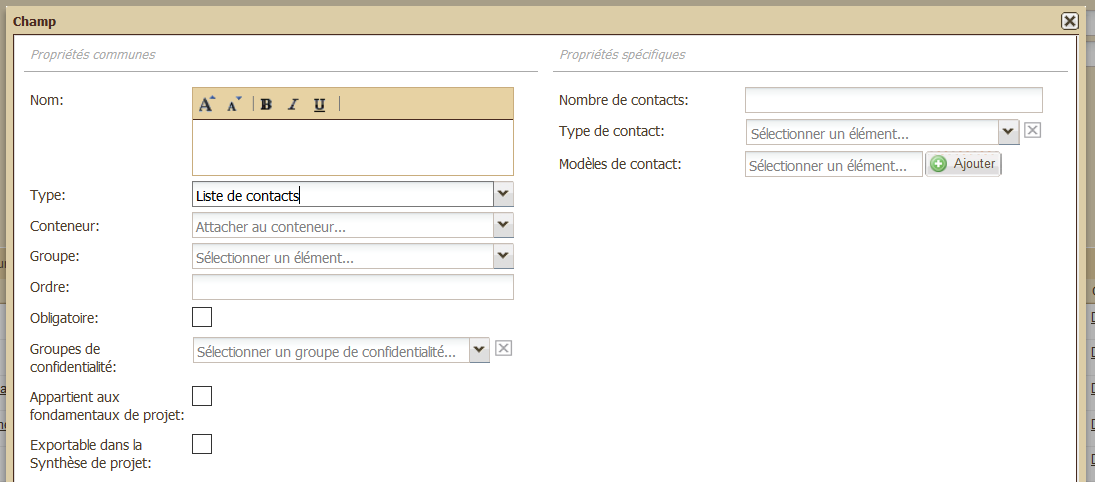 Champ
Propriétés communes
Nom:
A A B I U
Type:
Liste de contacts
Conteneur:
Attacher au conteneur...
Groupe:
Sélectionner un élément...
Ordre:
Obligatoire:
Groupes de
confidentialité:
Sélectionner un groupe de confidentialité...
Appartient aux
fondamentaux de projet:
Exportable dans la
Synthèse de projet:
Propriétés spécifiques
Nombre de contacts:
Type de contact:
Sélectionner un élément...
Modèles de contact:
Sélectionner un élément...
Ajouter